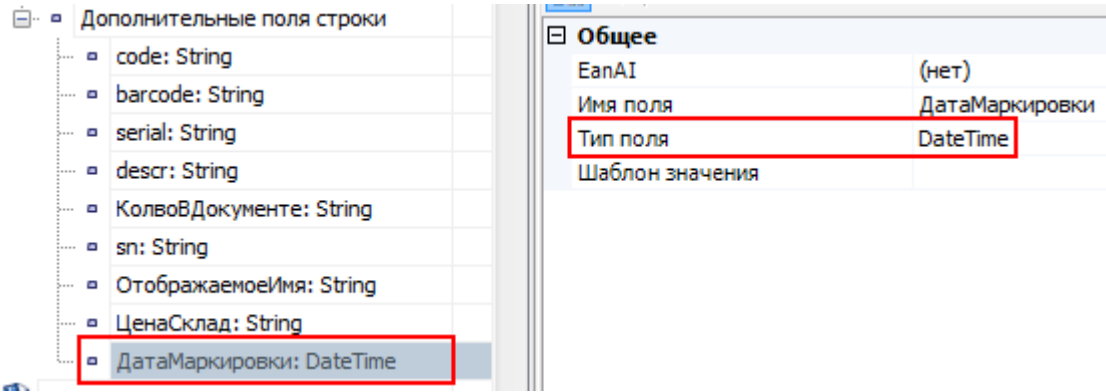 Дополнительные поля строки
code: String
barcode: String
serial: String
descr: String
КолвоВДокументе: String
sn: String
ОтображаемоеИмя: String
ЦенаСклад: String
ДатаМаркировки: DateTime
Общее
EanAI (нет)
Имя поля ДатаМаркировки
Тип поля DateTime
Шаблон значения